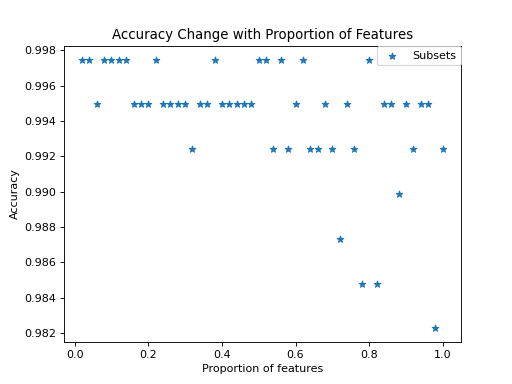 Accuracy Change with Proportion of Features
Subsets
Accuracy
0.998
0.996
0.994
0.992
0.990
0.988
0.986
0.984
0.982
0.0 0.2 0.4 0.6 0.8 1.0
Proportion of features